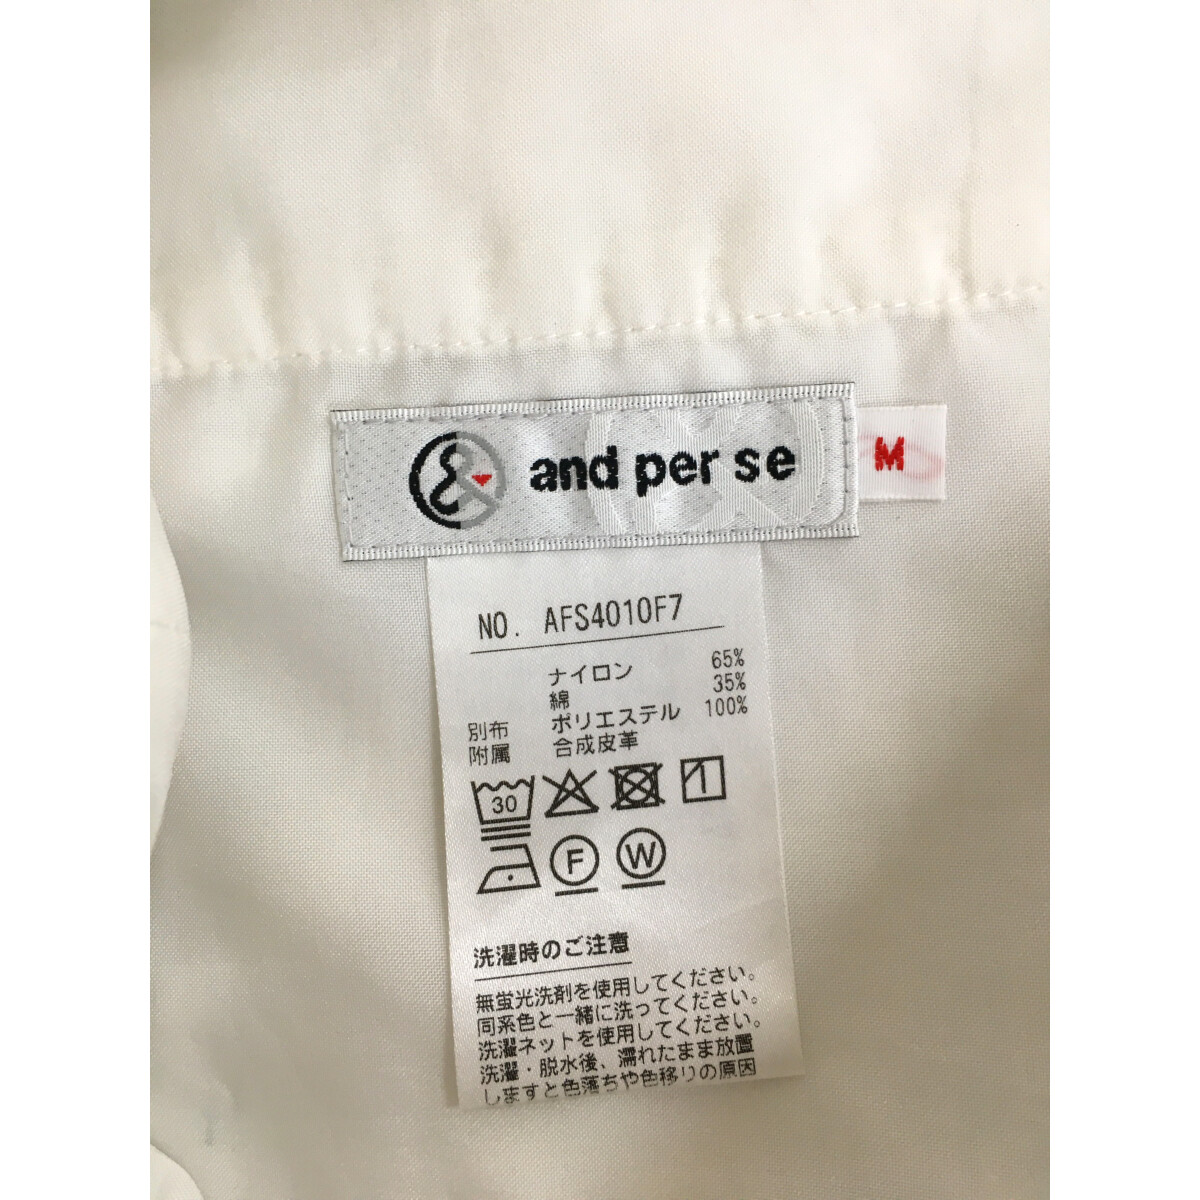 and per se
M
NO. AFS4010F7
ナイロン 65%
綿 35%
別布 ポリエステル 100%
附属 合成皮革
30
F W
洗濯時のご注意
無蛍光洗剤を使用してください。
同系色と一緒に洗ってください。
洗濯ネットを使用してください。
洗濯・脱水後、濡れたまま放置
しますと色落ちや色移りの原因